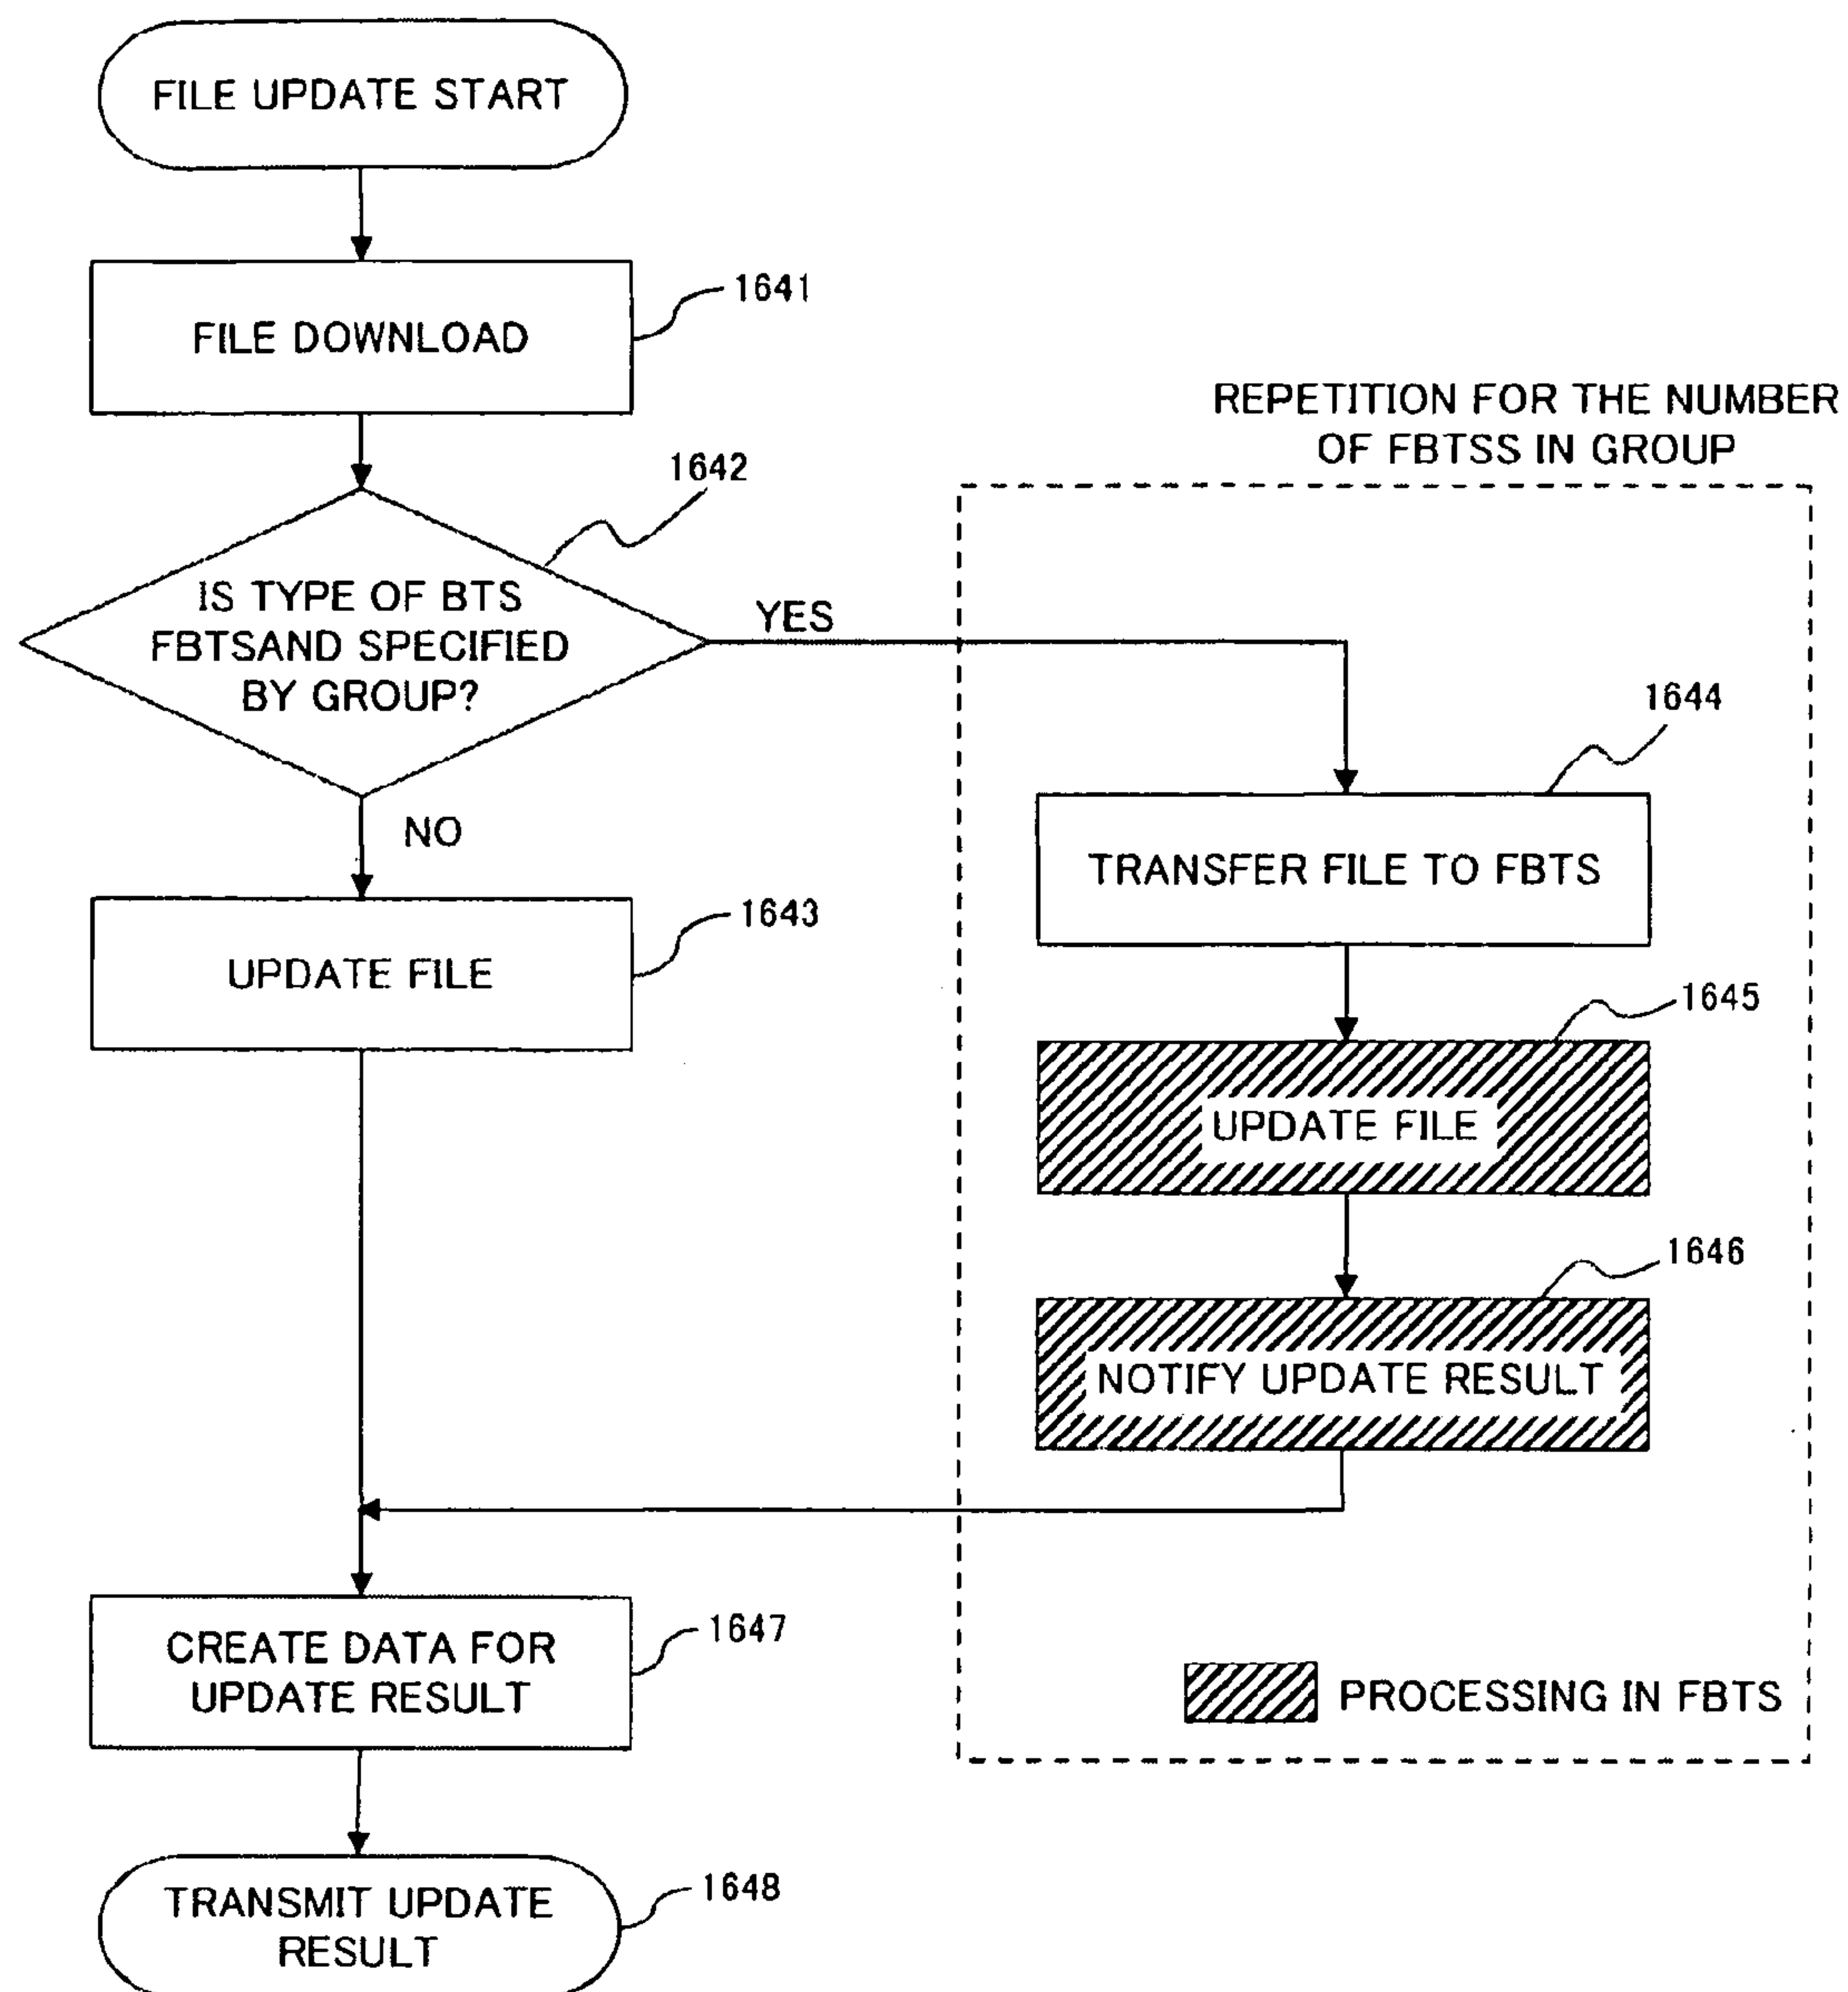 FILE UPDATE START
FILE DOWNLOAD
1641
1642
IS TYPE OF BTS
FBTSAND SPECIFIED
BY GROUP?
YES
NO
UPDATE FILE
1643
REPETITION FOR THE NUMBER
OF FBTSS IN GROUP
1644
TRANSFER FILE TO FBTS
1645
UPDATE FILE
1646
NOTIFY UPDATE RESULT
PROCESSING IN FBTS
CREATE DATA FOR
UPDATE RESULT
1647
TRANSMIT UPDATE
RESULT
1648